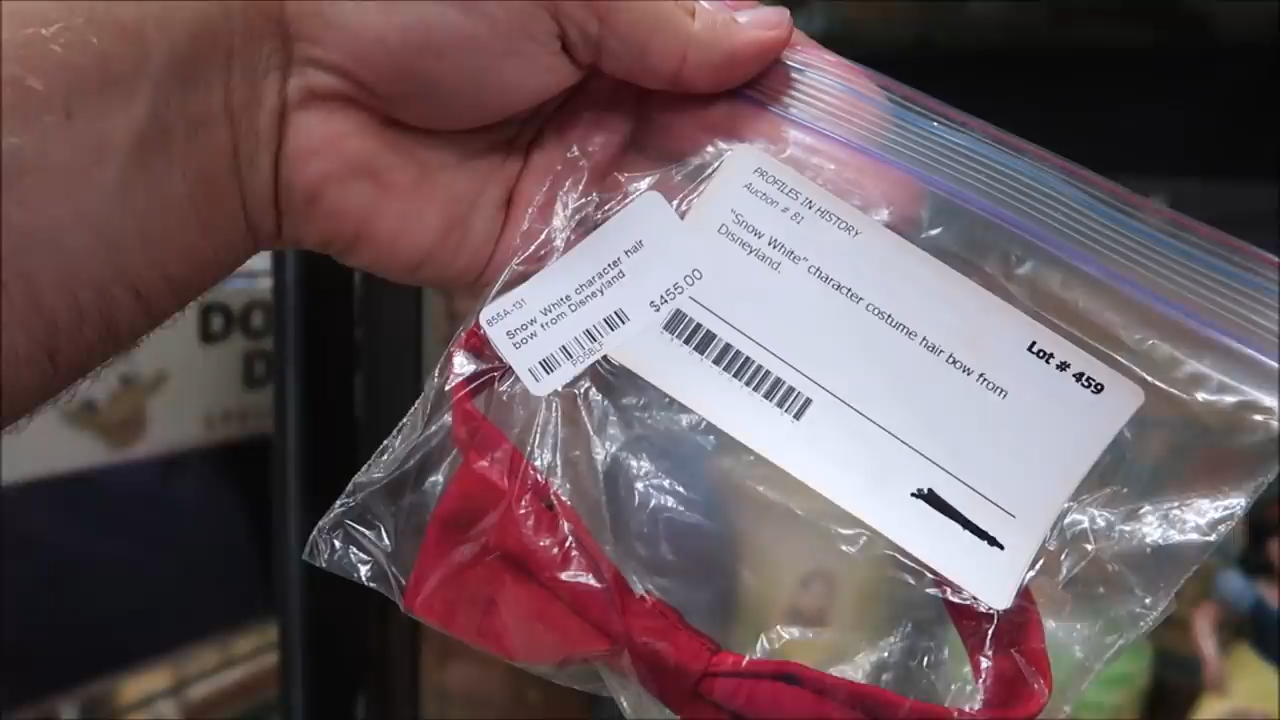 PROFILES IN HISTORY
Auction # 81
"Snow White" character costume hair bow from
Disneyland.
Lot # 459
$455.00
855A-131
Snow White character hair
bow from Disneyland
PD5BLF
DO
D